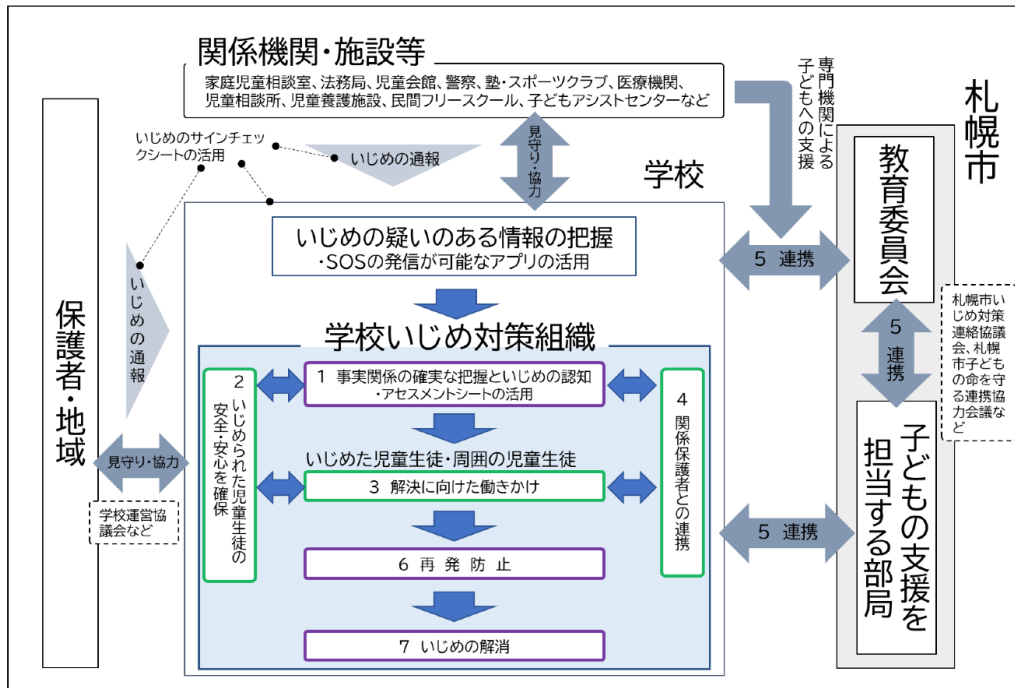 関係機関・施設等
家庭児童相談室、法務局、児童会館、警察、塾・スポーツクラブ、医療機関、
児童相談所、児童養護施設、民間フリースクール、子どもアシストセンターなど
専門機関による
子どもへの支援
札幌市
いじめのサインチェッ
クシートの活用
いじめの通報
見守り・協力
学校
いじめの疑いのある情報の把握
・SOSの発信が可能なアプリの活用
5 連携
教育委員会
保護者・地域
いじめの通報
学校いじめ対策組織
1 事実関係の確実な把握といじめの認知
・アセスメントシートの活用
2 いじめられた児童生徒の
安全・安心を確保
4 関係保護者との連携
5 連携
札幌市い
じめ対策
連絡協議
会、札幌
市子ども
の命を守
る連携協
力会議な
ど
見守り・協力
いじめた児童生徒・周囲の児童生徒
3 解決に向けた働きかけ
学校運営協
議会など
5 連携
子どもの支援を
担当する部局
6 再発防止
7 いじめの解消